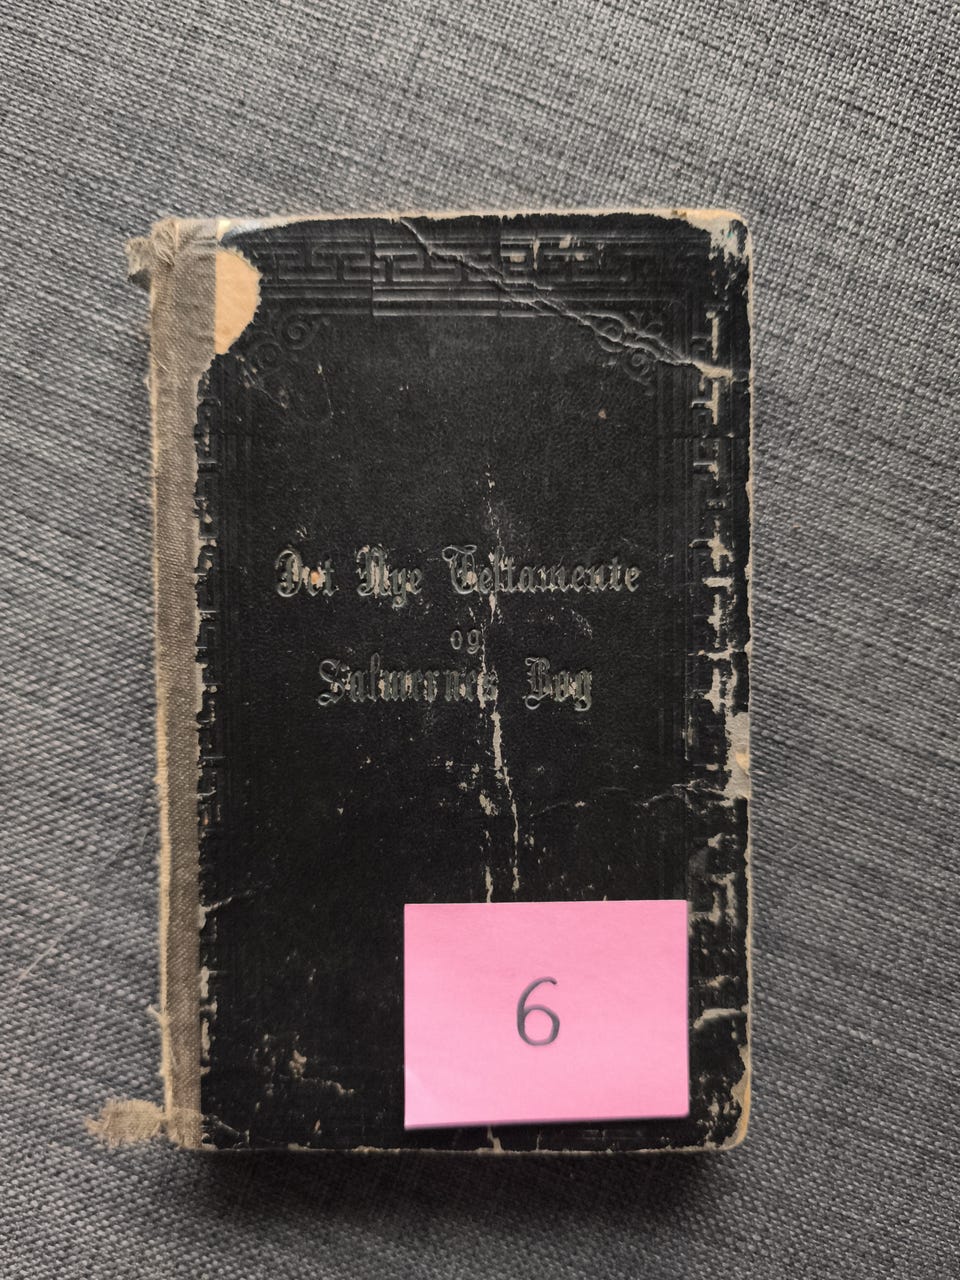 Det Nye Testamente
og
Salmernes Bog
6